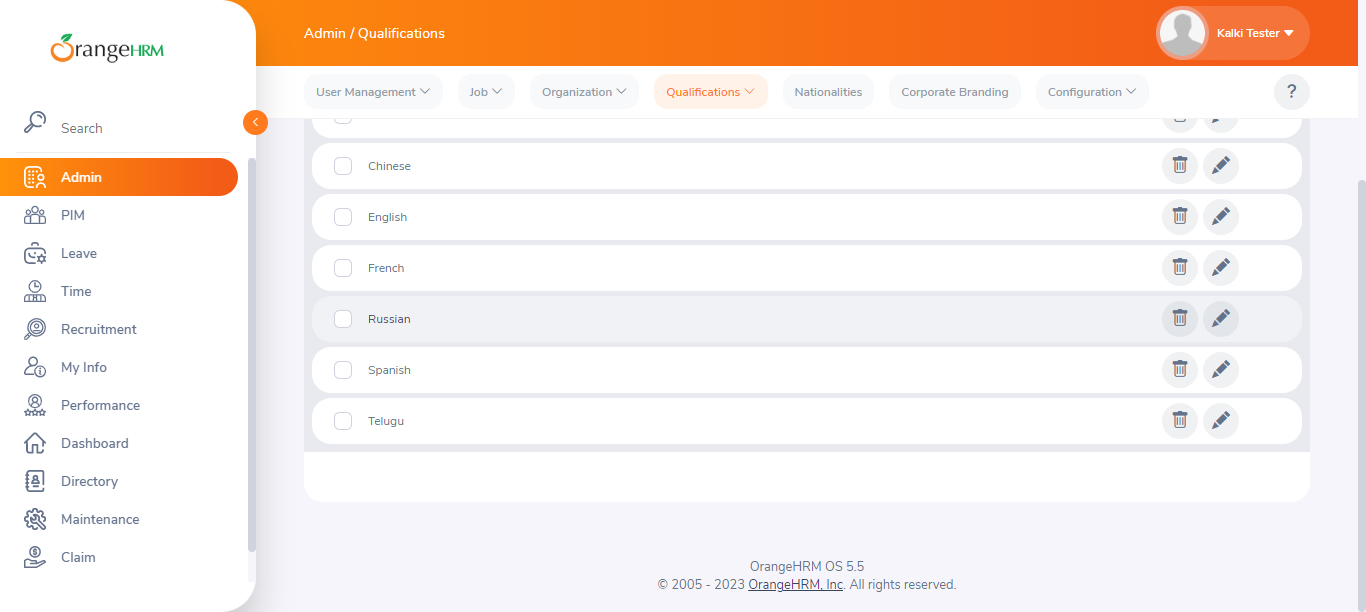 OrangeHRM
Admin / Qualifications
Kalki Tester
User Management
Job
Organization
Qualifications
Nationalities
Corporate Branding
Configuration
?
Search
Admin
PIM
Leave
Time
Recruitment
My Info
Performance
Dashboard
Directory
Maintenance
Claim
Chinese
English
French
Russian
Spanish
Telugu
OrangeHRM OS 5.5
© 2005 - 2023 OrangeHRM, Inc. All rights reserved.